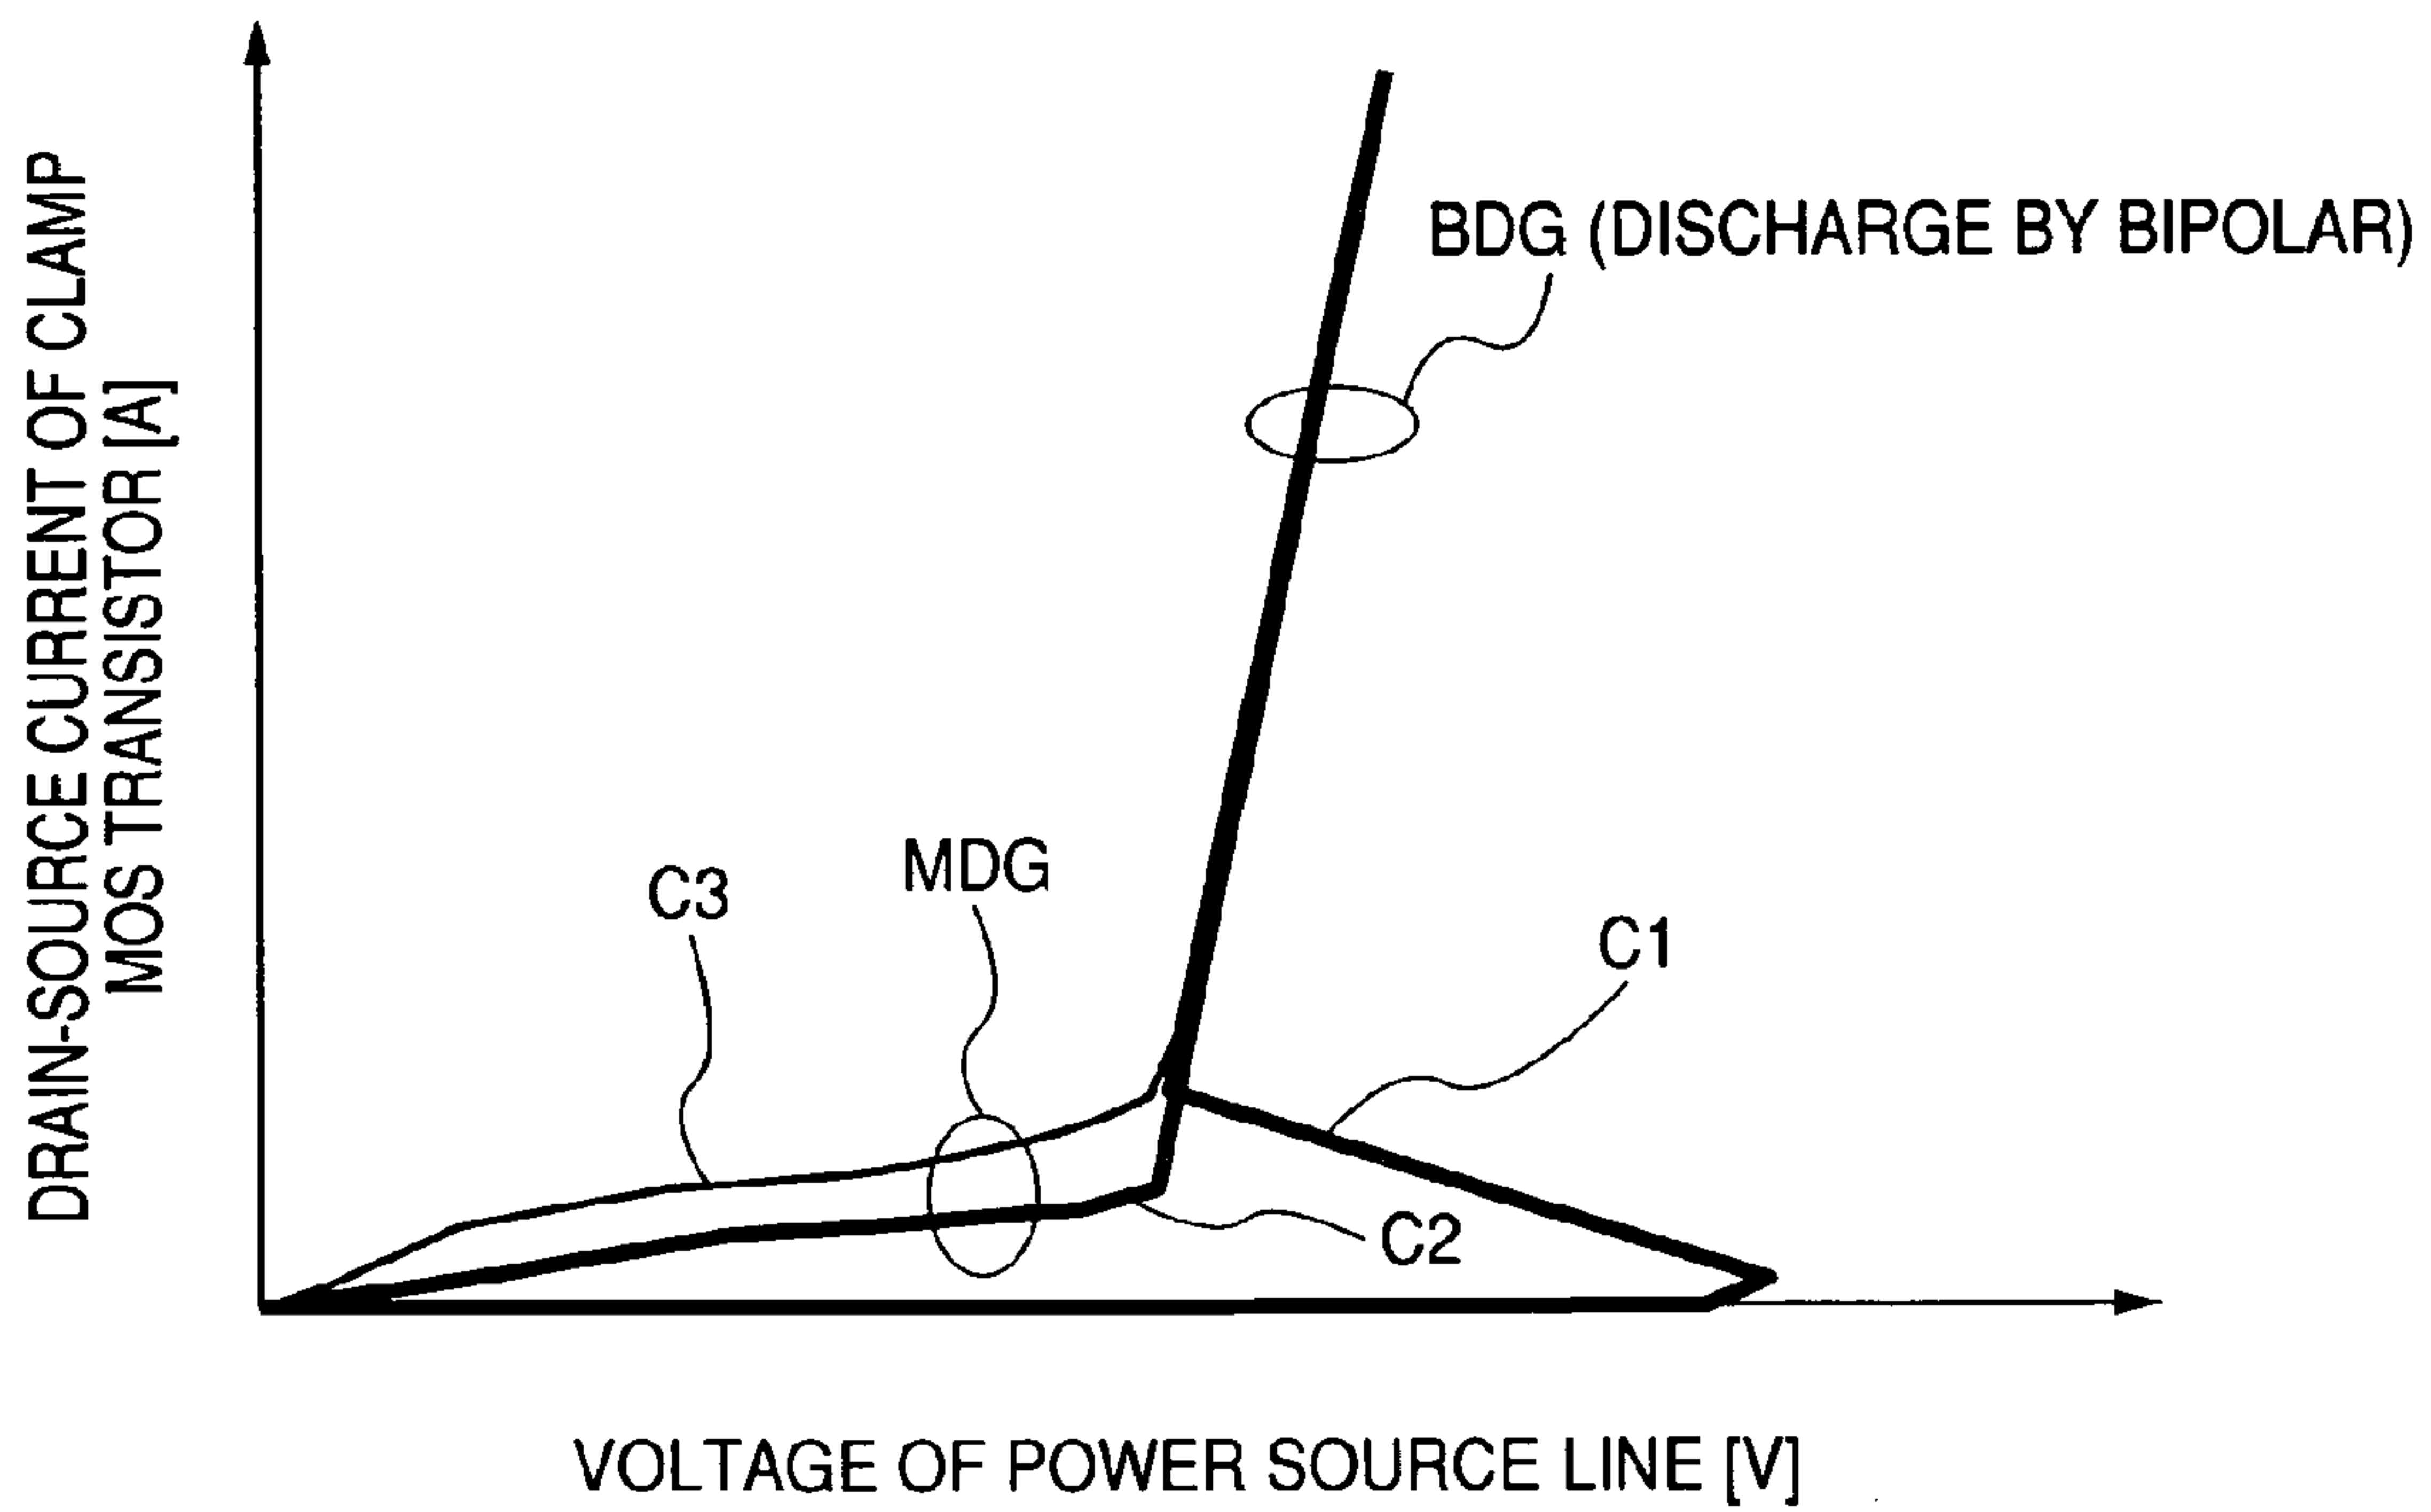 DRAIN-SOURCE CURRENT OF CLAMP
MOS TRANSISTOR [A]
BDG (DISCHARGE BY BIPOLAR)
MDG
C3
C1
C2
VOLTAGE OF POWER SOURCE LINE [V]